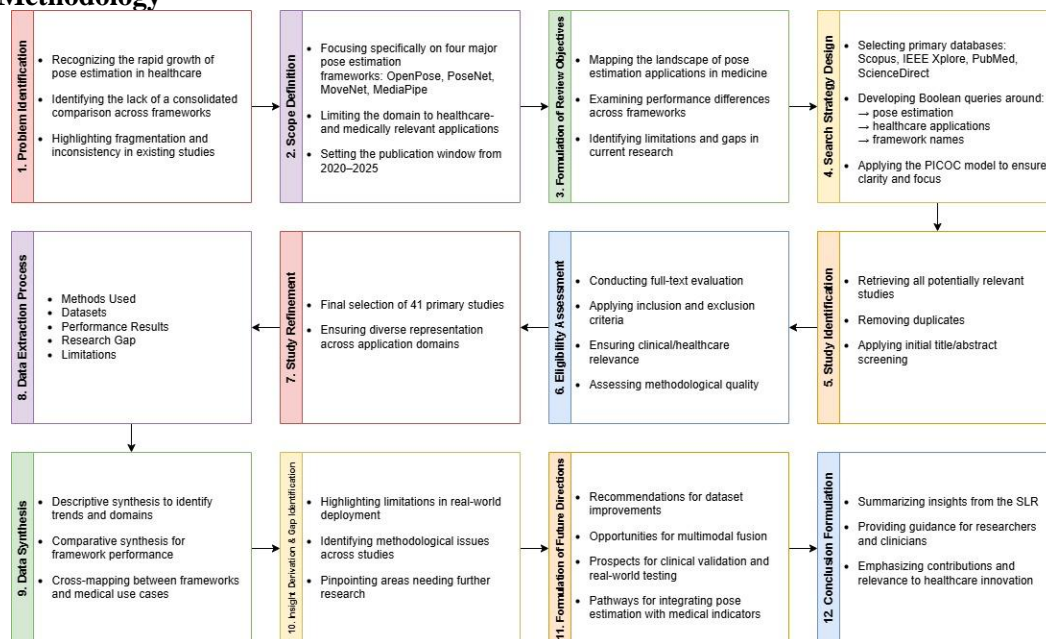 Methodology
1. Problem Identification
• Recognizing the rapid growth of
pose estimation in healthcare
• Identifying the lack of a consolidated
comparison across frameworks
• Highlighting fragmentation and
inconsistency in existing studies
2. Scope Definition
• Focusing specifically on four major
pose estimation
frameworks: OpenPose, PoseNet,
MoveNet, MediaPipe
• Limiting the domain to healthcare-
and medically relevant applications
• Setting the publication window from
2020–2025
3. Formulation of Review Objectives
• Mapping the landscape of pose
estimation applications in medicine
• Examining performance differences
across frameworks
• Identifying limitations and gaps in
current research
4. Search Strategy Design
• Selecting primary databases:
Scopus, IEEE Xplore, PubMed,
ScienceDirect
• Developing Boolean queries around:
→ pose estimation
→ healthcare applications
→ framework names
• Applying the PICOC model to ensure
clarity and focus
5. Study Identification
• Retrieving all potentially relevant
studies
• Removing duplicates
• Applying initial title/abstract
screening
6. Eligibility Assessment
• Conducting full-text evaluation
• Applying inclusion and exclusion
criteria
• Ensuring clinical/healthcare
relevance
• Assessing methodological quality
7. Study Refinement
• Final selection of 41 primary studies
• Ensuring diverse representation
across application domains
8. Data Extraction Process
• Methods Used
• Datasets
• Performance Results
• Research Gap
• Limitations
9. Data Synthesis
• Descriptive synthesis to identify
trends and domains
• Comparative synthesis for
framework performance
• Cross-mapping between frameworks
and medical use cases
10. Insight Derivation & Gap Identification
• Highlighting limitations in real-world
deployment
• Identifying methodological issues
across studies
• Pinpointing areas needing further
research
11. Formulation of Future Directions
• Recommendations for dataset
improvements
• Opportunities for multimodal fusion
• Prospects for clinical validation and
real-world testing
• Pathways for integrating pose
estimation with medical indicators
12. Conclusion Formulation
• Summarizing insights from the SLR
• Providing guidance for researchers
and clinicians
• Emphasizing contributions and
relevance to healthcare innovation